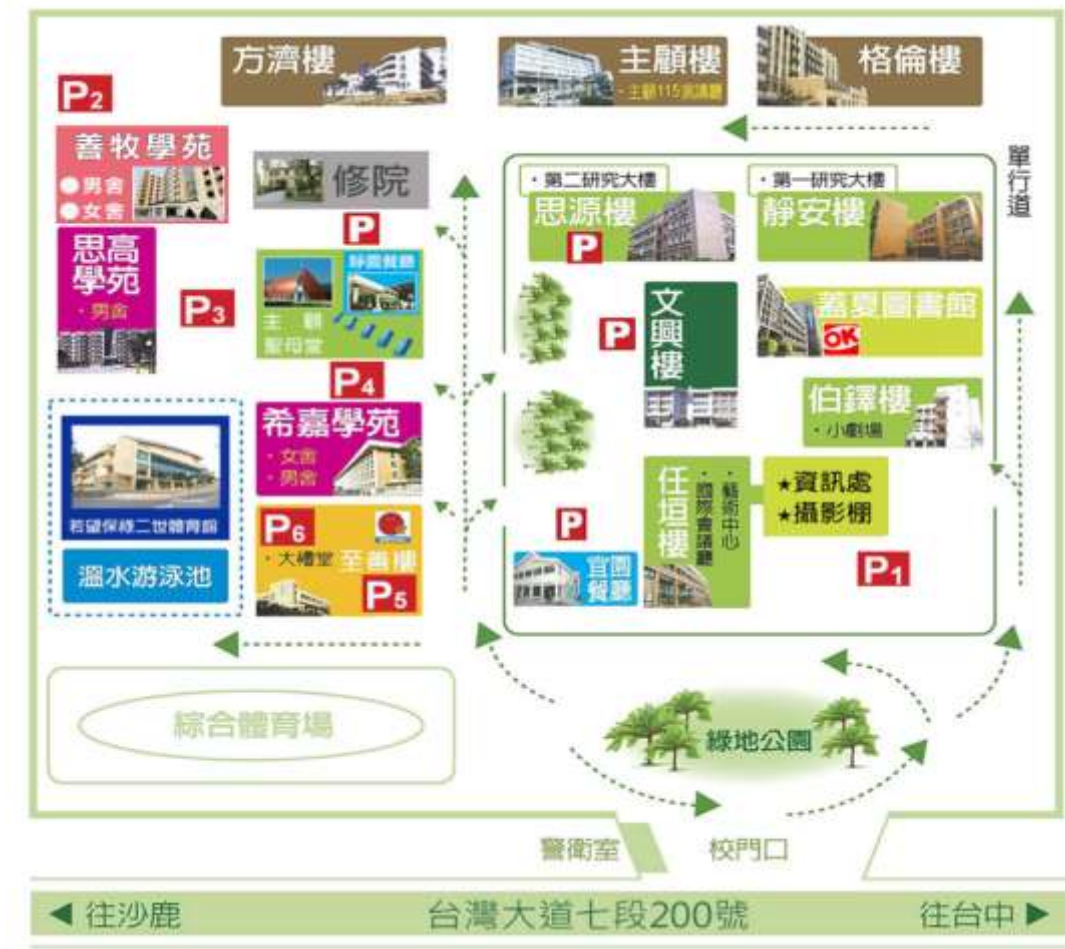 方濟樓
主顧樓
・主顧115演講廳
格倫樓
P2
善牧學苑
男舍
女舍
修院
P
單行道
・第二研究大樓
思源樓
P
・第一研究大樓
靜安樓
思高
學苑
・男舍
P3
靜園餐廳
主顧
聖母堂
P
文興樓
蓋夏圖書館
OK
P4
伯鐸樓
・小劇場
希嘉學苑
・女舍
・男舍
若望保祿二世體育館
溫水游泳池
P6
・大禮堂
至善樓
P5
P
宜園
餐廳
任垣樓
・國際會議廳
・藝術中心
★資訊處
★攝影棚
P1
綜合體育場
綠地公園
警衛室
校門口
◀ 往沙鹿
台灣大道七段200號
往台中 ▶